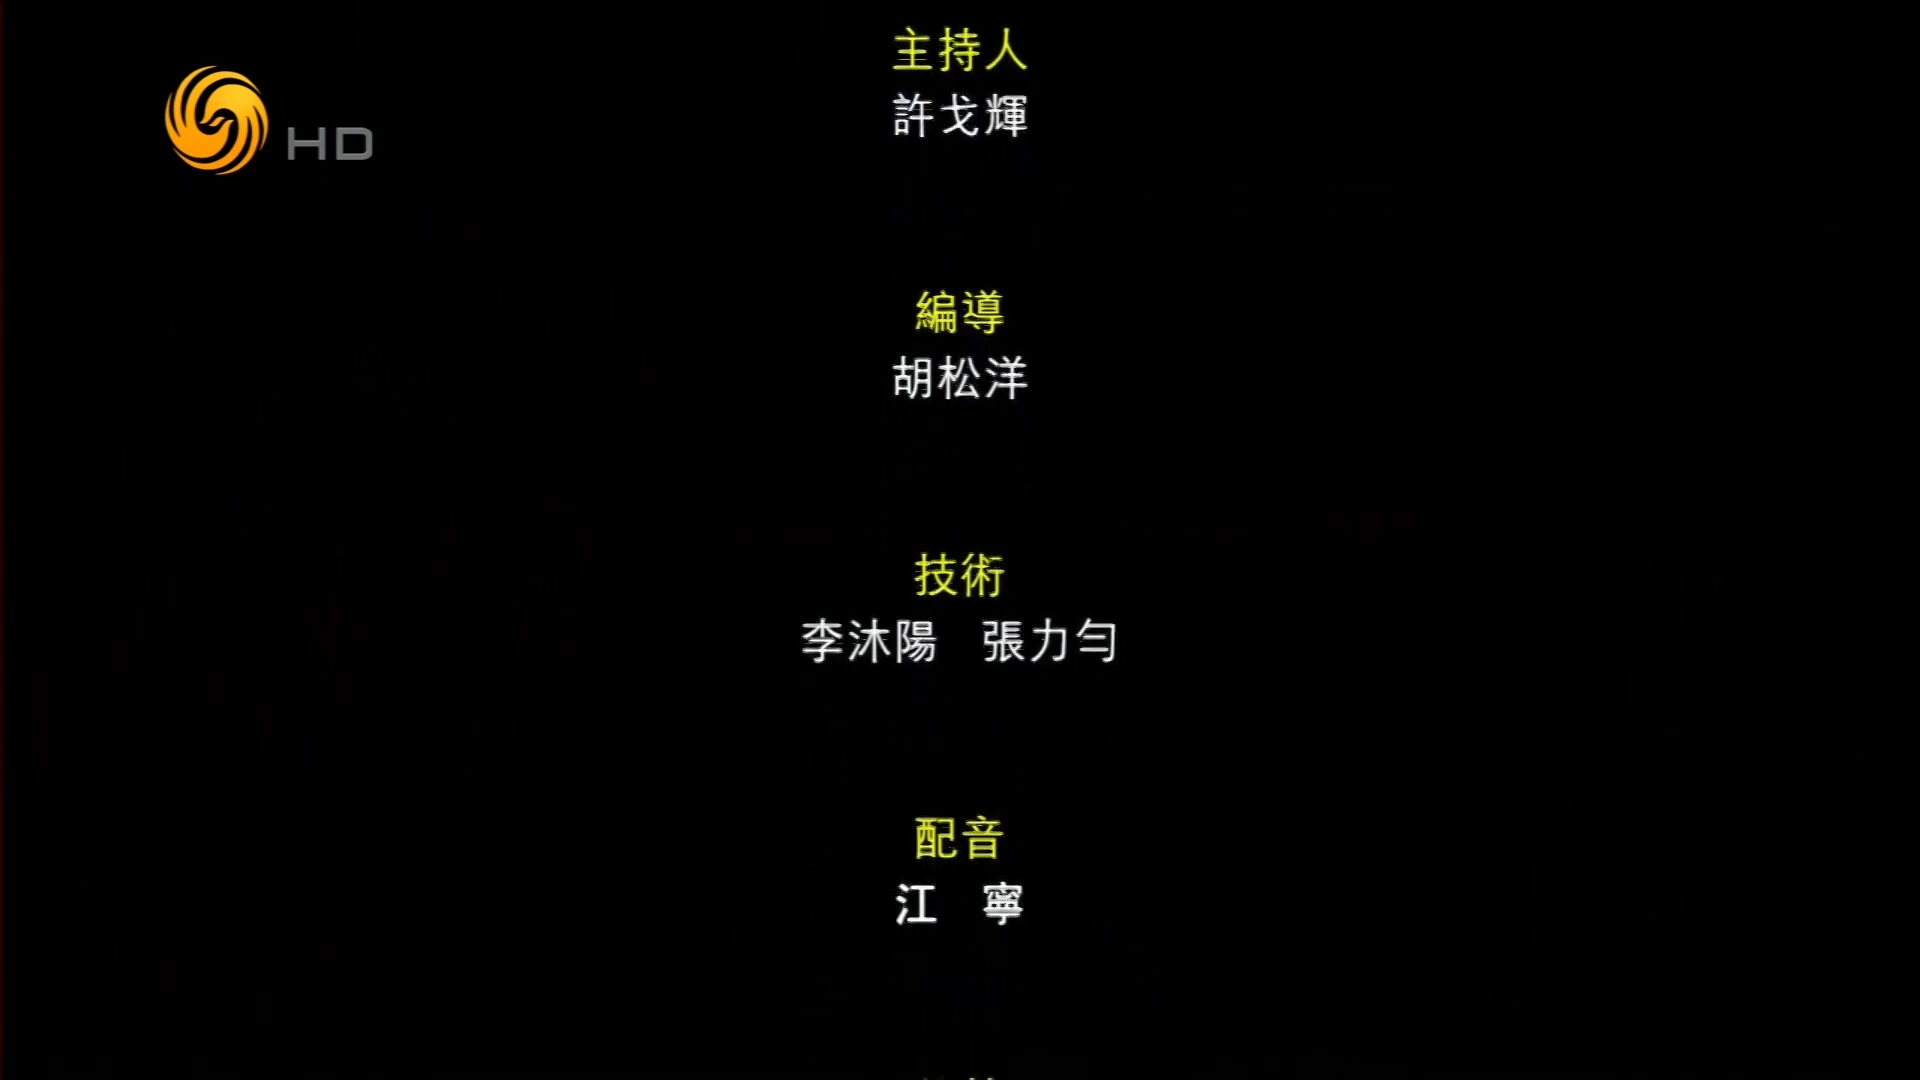 主持人
許戈輝
HD
編導
胡松洋
技術
李沐陽　張力勻
配音
江　寧